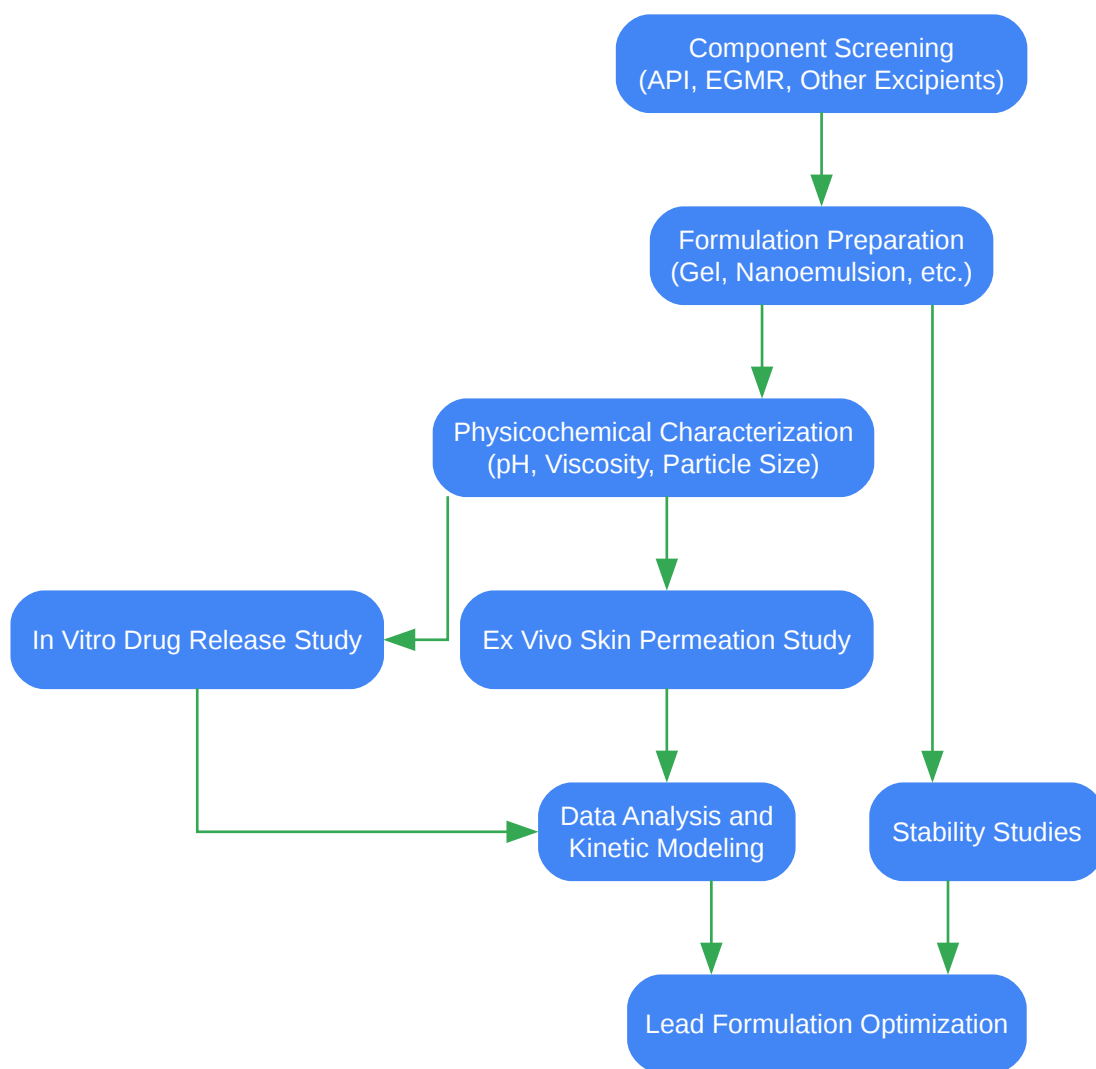 Component Screening
(API, EGMR, Other Excipients)
Formulation Preparation
(Gel, Nanoemulsion, etc.)
Physicochemical Characterization
(pH, Viscosity, Particle Size)
In Vitro Drug Release Study
Ex Vivo Skin Permeation Study
Data Analysis and
Kinetic Modeling
Stability Studies
Lead Formulation Optimization